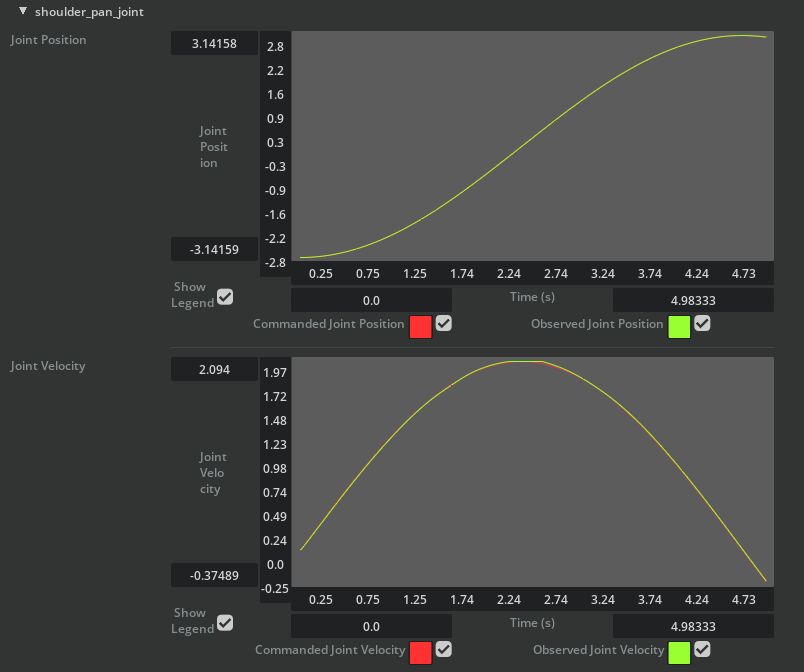 shoulder_pan_joint
Joint Position
3.14158
Joint
Posit
ion
-3.14159
2.8
2.2
1.6
0.9
0.3
-0.3
-0.9
-1.6
-2.2
-2.8
0.25 0.75 1.25 1.74 2.24 2.74 3.24 3.74 4.24 4.73
Show
Legend
0.0 Time (s) 4.98333
Commanded Joint Position Observed Joint Position
Joint Velocity
2.094
Joint
Velo
city
-0.37489
1.97
1.72
1.48
1.23
0.98
0.74
0.49
0.24
0.0
-0.25
0.25 0.75 1.25 1.74 2.24 2.74 3.24 3.74 4.24 4.73
Show
Legend
0.0 Time (s) 4.98333
Commanded Joint Velocity Observed Joint Velocity